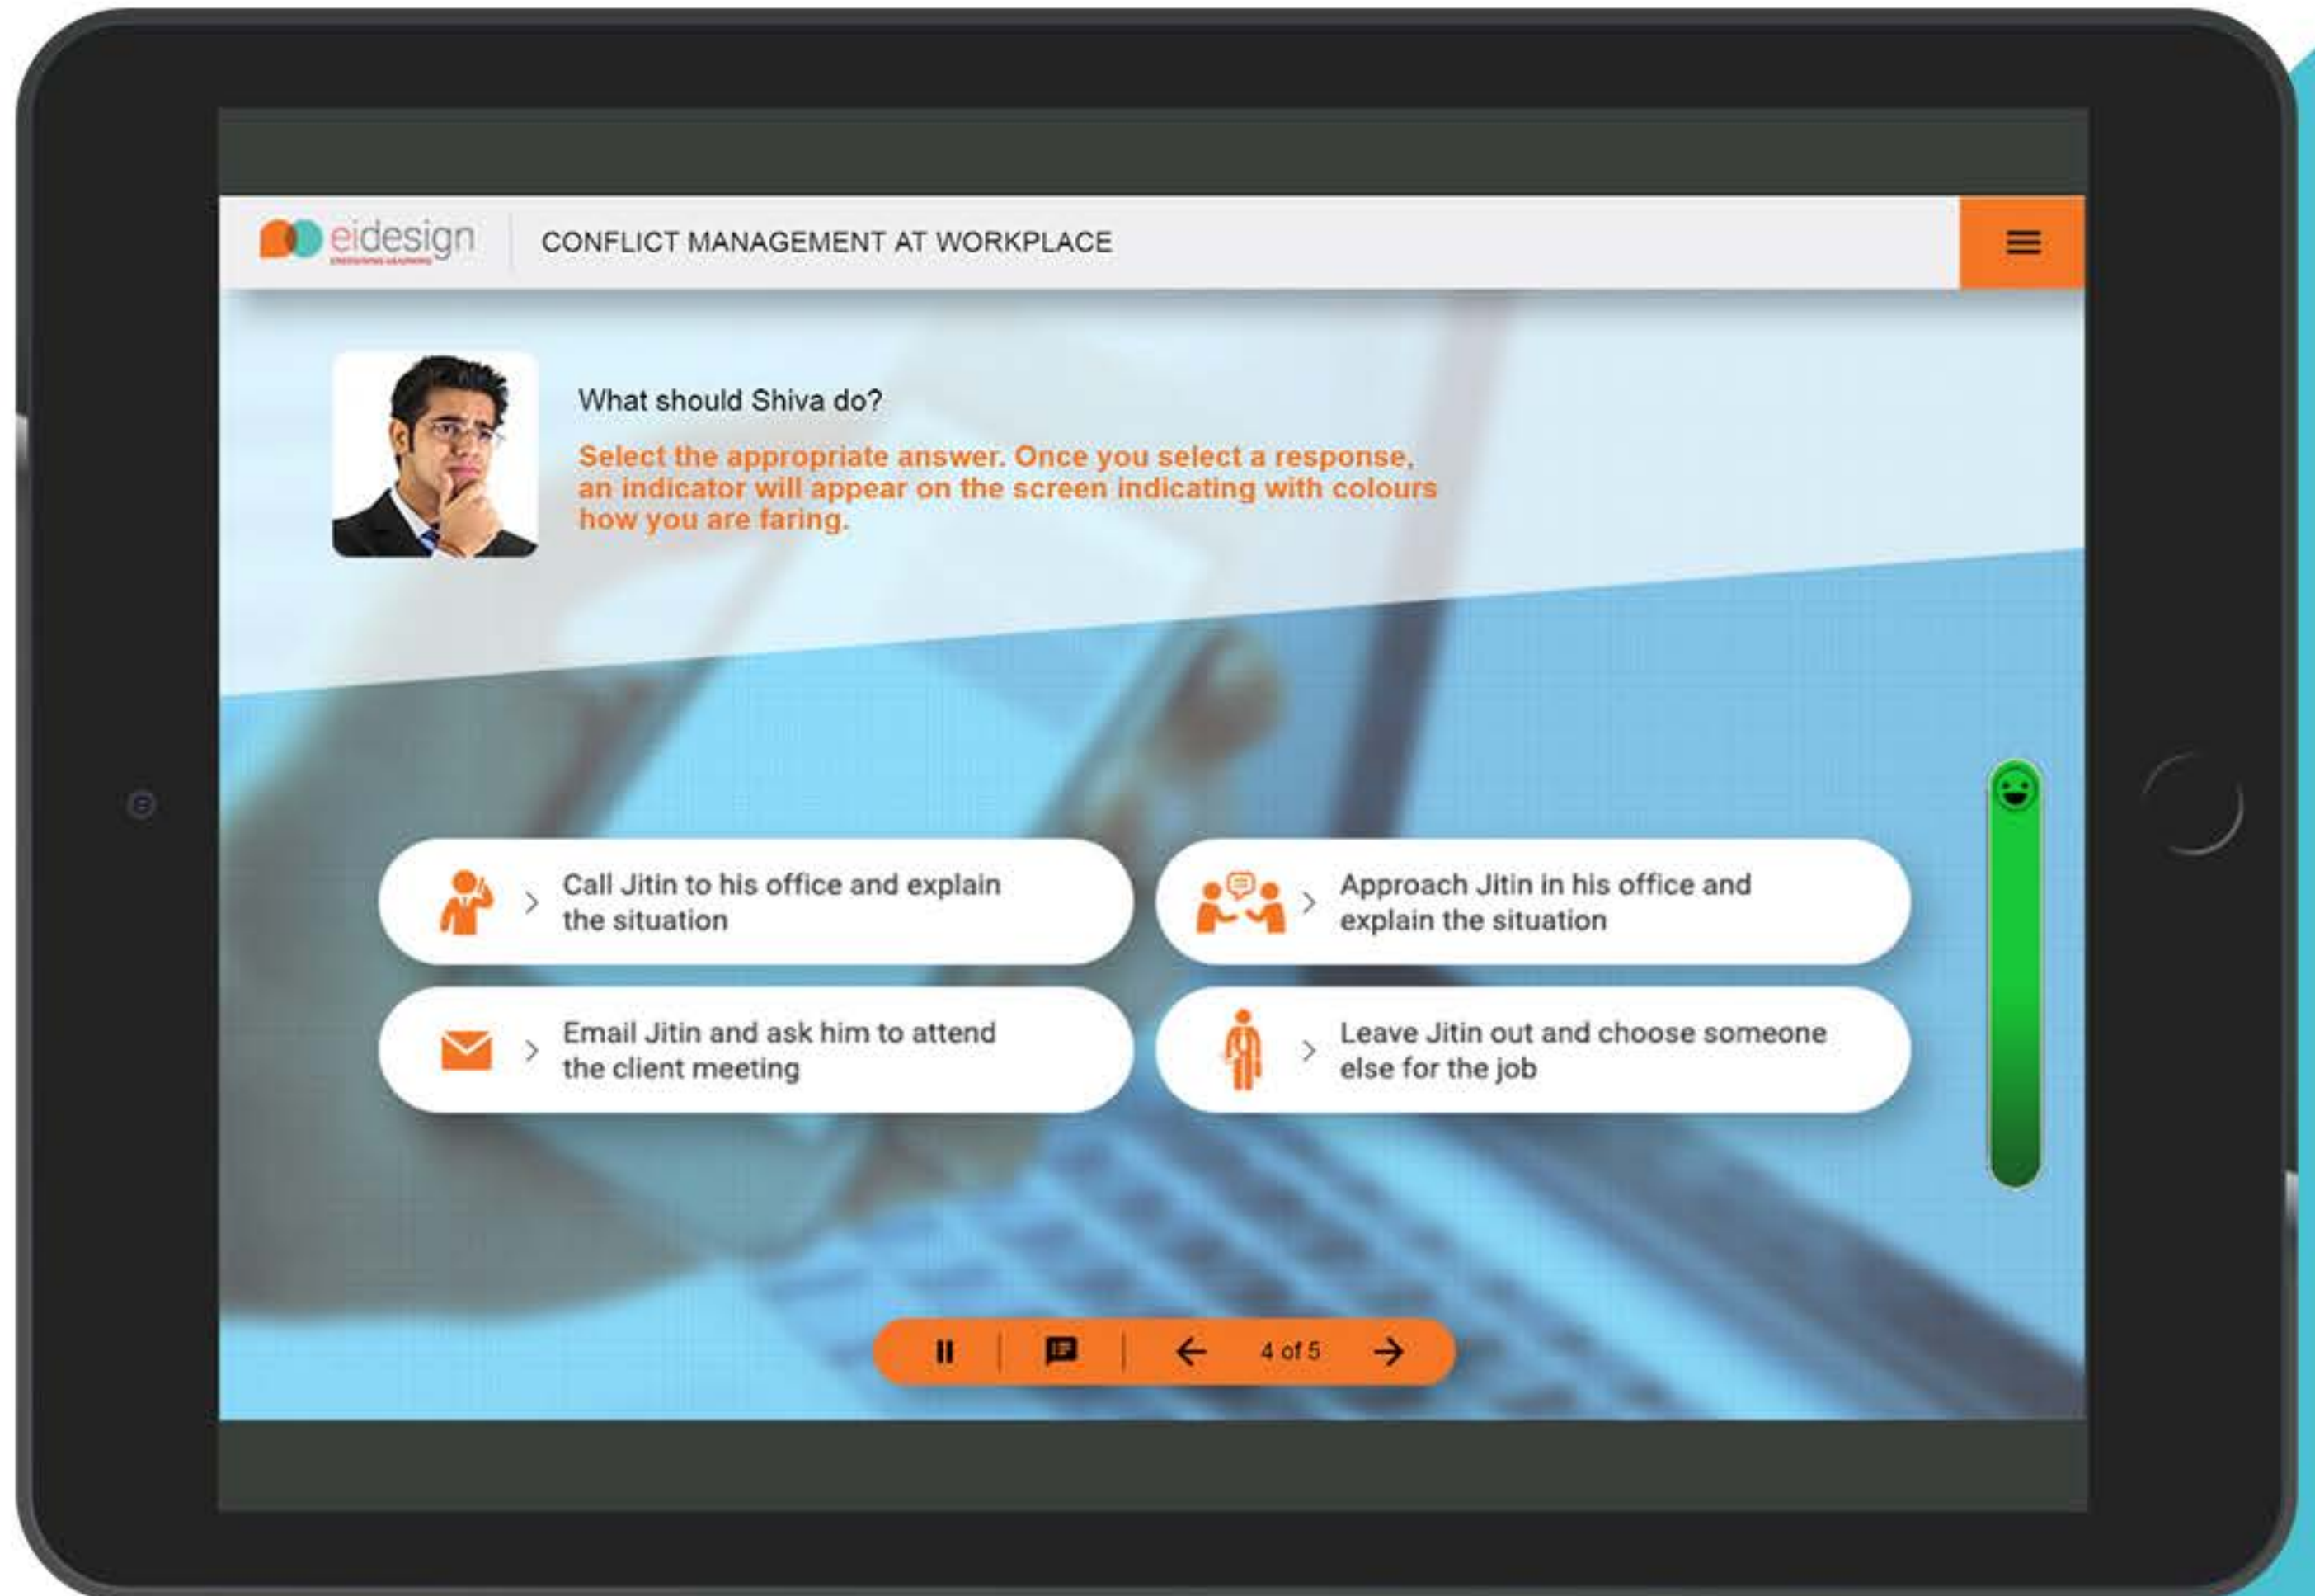 eidesign
CONFLICT MANAGEMENT AT WORKPLACE
What should Shiva do?
Select the appropriate answer. Once you select a response,
an indicator will appear on the screen indicating with colours
how you are faring.
Call Jitin to his office and explain
the situation
Approach Jitin in his office and
explain the situation
Email Jitin and ask him to attend
the client meeting
Leave Jitin out and choose someone
else for the job
4 of 5